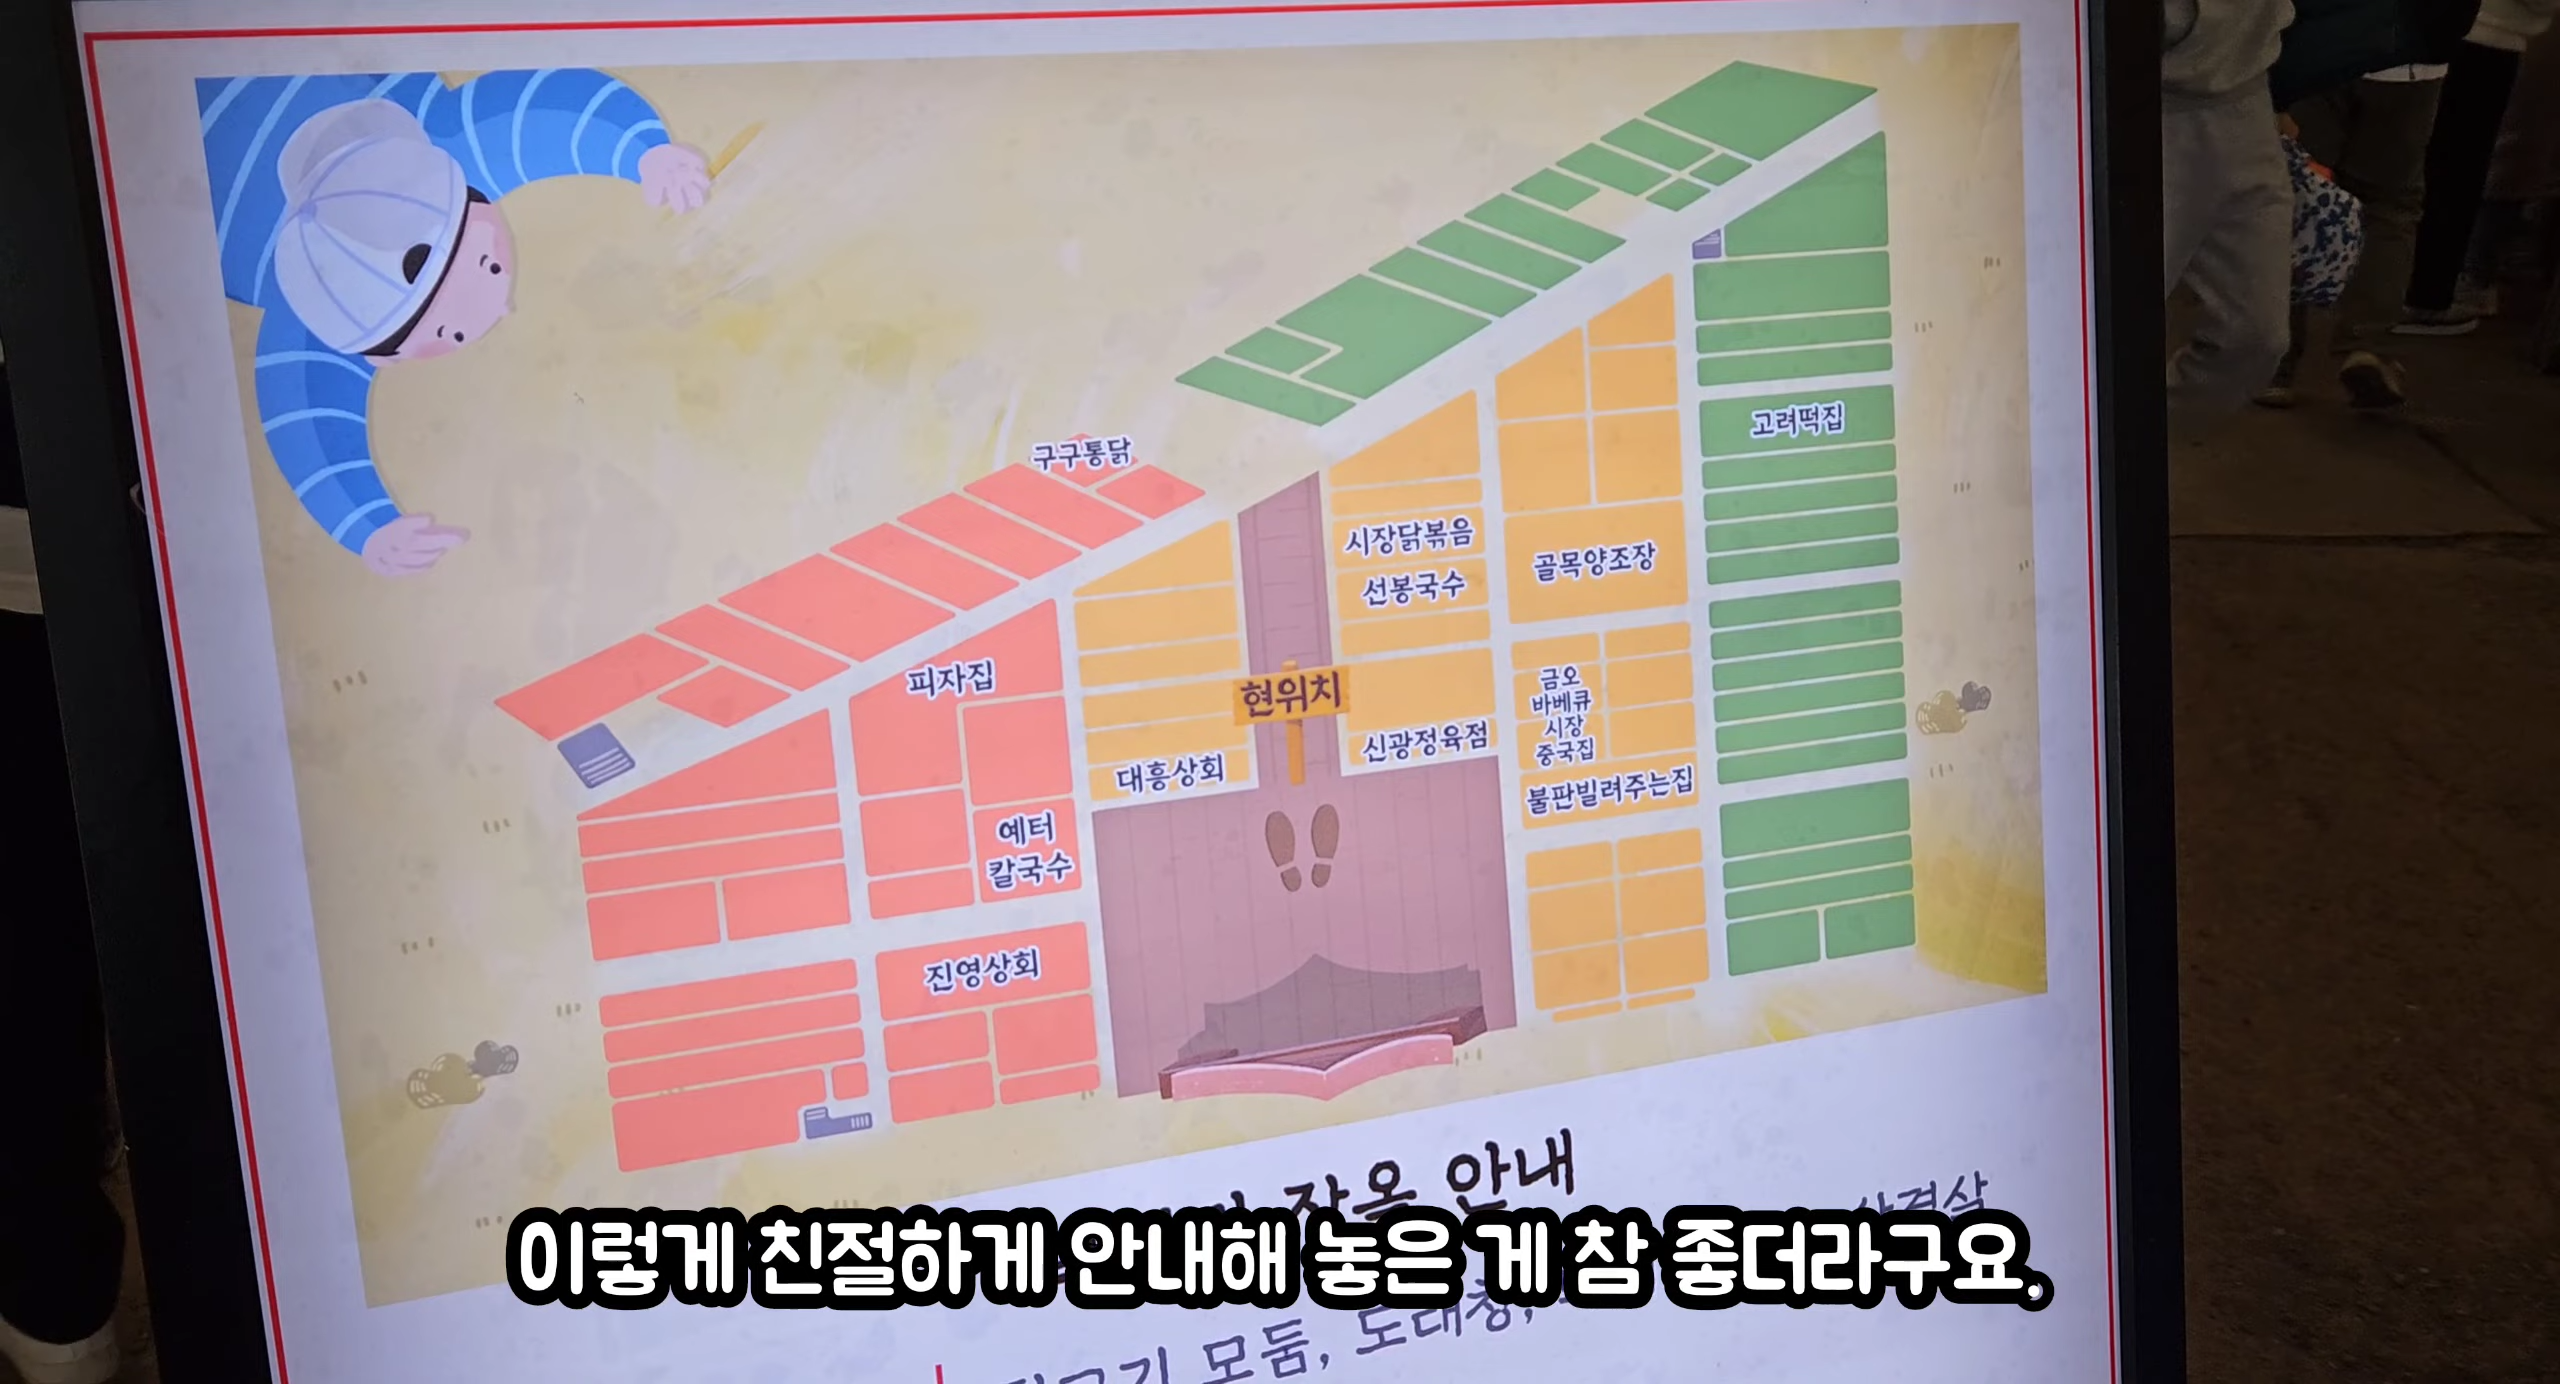 구구통닭
고려떡집
시장닭볶음
선봉국수
골목양조장
피자집
현위치
금오
바베큐
시장
중국집
신광정육점
대흥상회
불판빌려주는집
예터
칼국수
진영상회
장옥 안내
이렇게 친절하게 안내해 놓은 게 참 좋더라구요.
모둠,